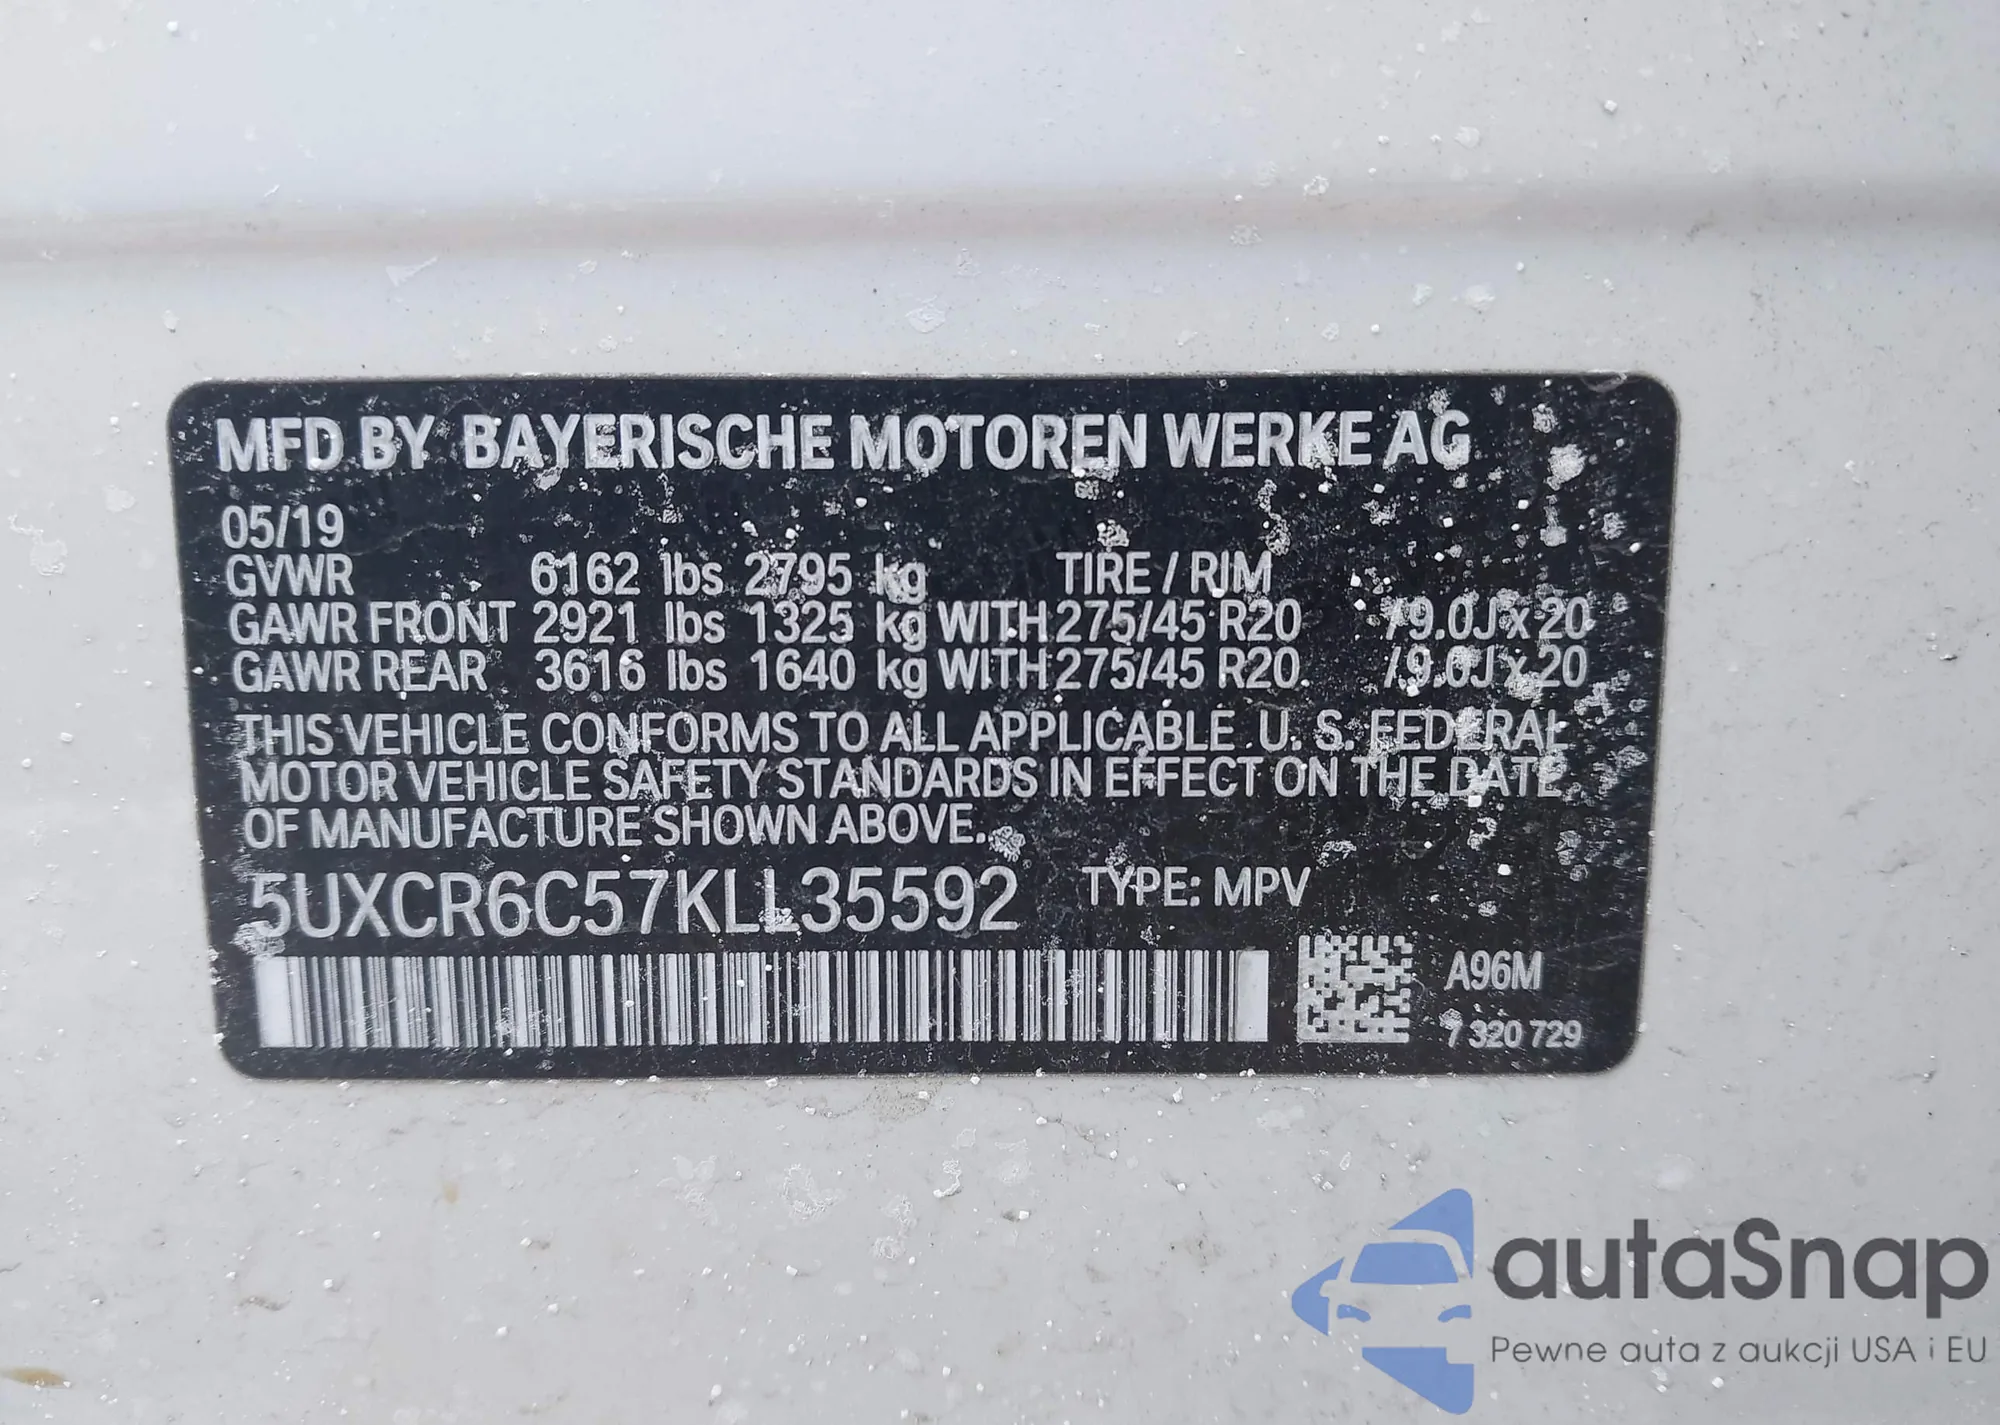 MFD BY BAYERISCHE MOTOREN WERKE AG
05/19
GVWR 6162 lbs 2795 kg TIRE / RIM
GAWR FRONT 2921 lbs 1325 kg WITH 275/45 R20 / 9.0J x 20
GAWR REAR 3616 lbs 1640 kg WITH 275/45 R20 / 9.0J x 20
THIS VEHICLE CONFORMS TO ALL APPLICABLE U. S. FEDERAL
MOTOR VEHICLE SAFETY STANDARDS IN EFFECT ON THE DATE
OF MANUFACTURE SHOWN ABOVE.
5UXCR6C57KLL35592 TYPE: MPV
A96M
7 320 729
autaSnap
Pewne auta z aukcji USA i EU